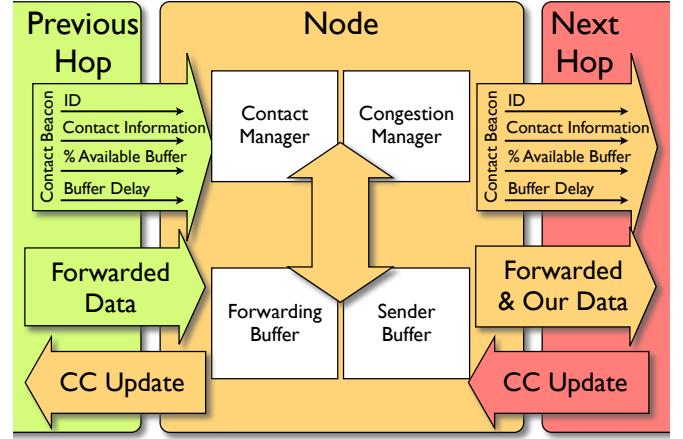 Previous
Hop
Node
Next
Hop
Contact Beacon
ID
Contact Information
% Available Buffer
Buffer Delay
Contact
Manager
Congestion
Manager
Contact Beacon
ID
Contact Information
% Available Buffer
Buffer Delay
Forwarded
Data
Forwarding
Buffer
Sender
Buffer
Forwarded
& Our Data
CC Update
CC Update